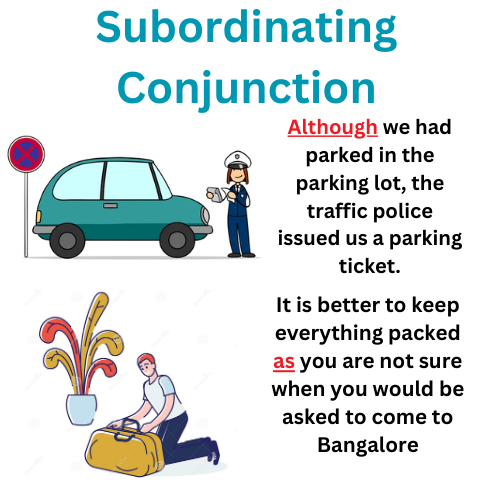 Subordinating
Conjunction
Although we had
parked in the
parking lot, the
traffic police
issued us a parking
ticket.
It is better to keep
everything packed
as you are not sure
when you would be
asked to come to
Bangalore